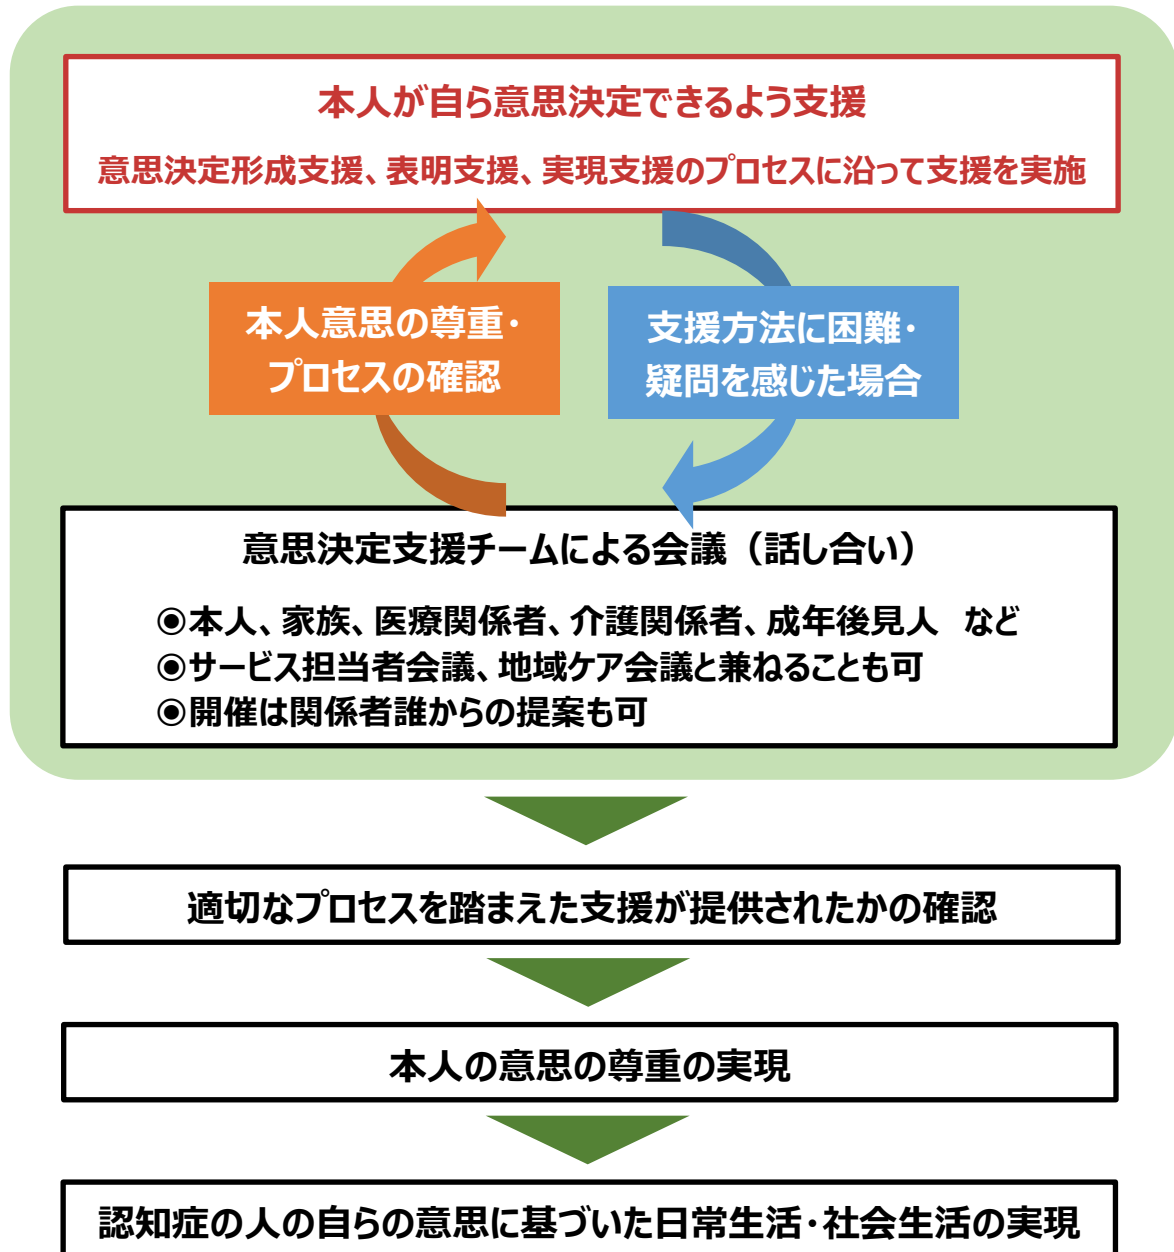 本人が自ら意思決定できるよう支援
意思決定形成支援、表明支援、実現支援のプロセスに沿って支援を実施
本人意思の尊重・
プロセスの確認
支援方法に困難・
疑問を感じた場合
意思決定支援チームによる会議（話し合い）
◉本人、家族、医療関係者、介護関係者、成年後見人　など
◉サービス担当者会議、地域ケア会議と兼ねることも可
◉開催は関係者誰からの提案も可
適切なプロセスを踏まえた支援が提供されたかの確認
本人の意思の尊重の実現
認知症の人の自らの意思に基づいた日常生活・社会生活の実現